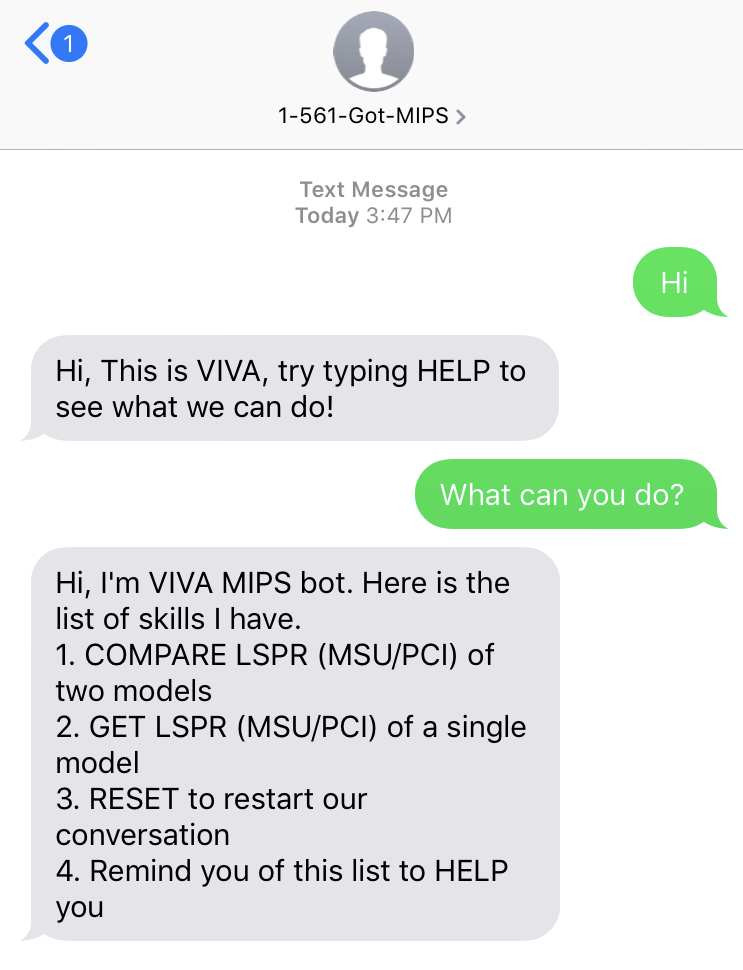 1
1-561-Got-MIPS
Text Message
Today 3:47 PM
Hi
Hi, This is VIVA, try typing HELP to
see what we can do!
What can you do?
Hi, I'm VIVA MIPS bot. Here is the
list of skills I have.
1. COMPARE LSPR (MSU/PCI) of
two models
2. GET LSPR (MSU/PCI) of a single
model
3. RESET to restart our
conversation
4. Remind you of this list to HELP
you